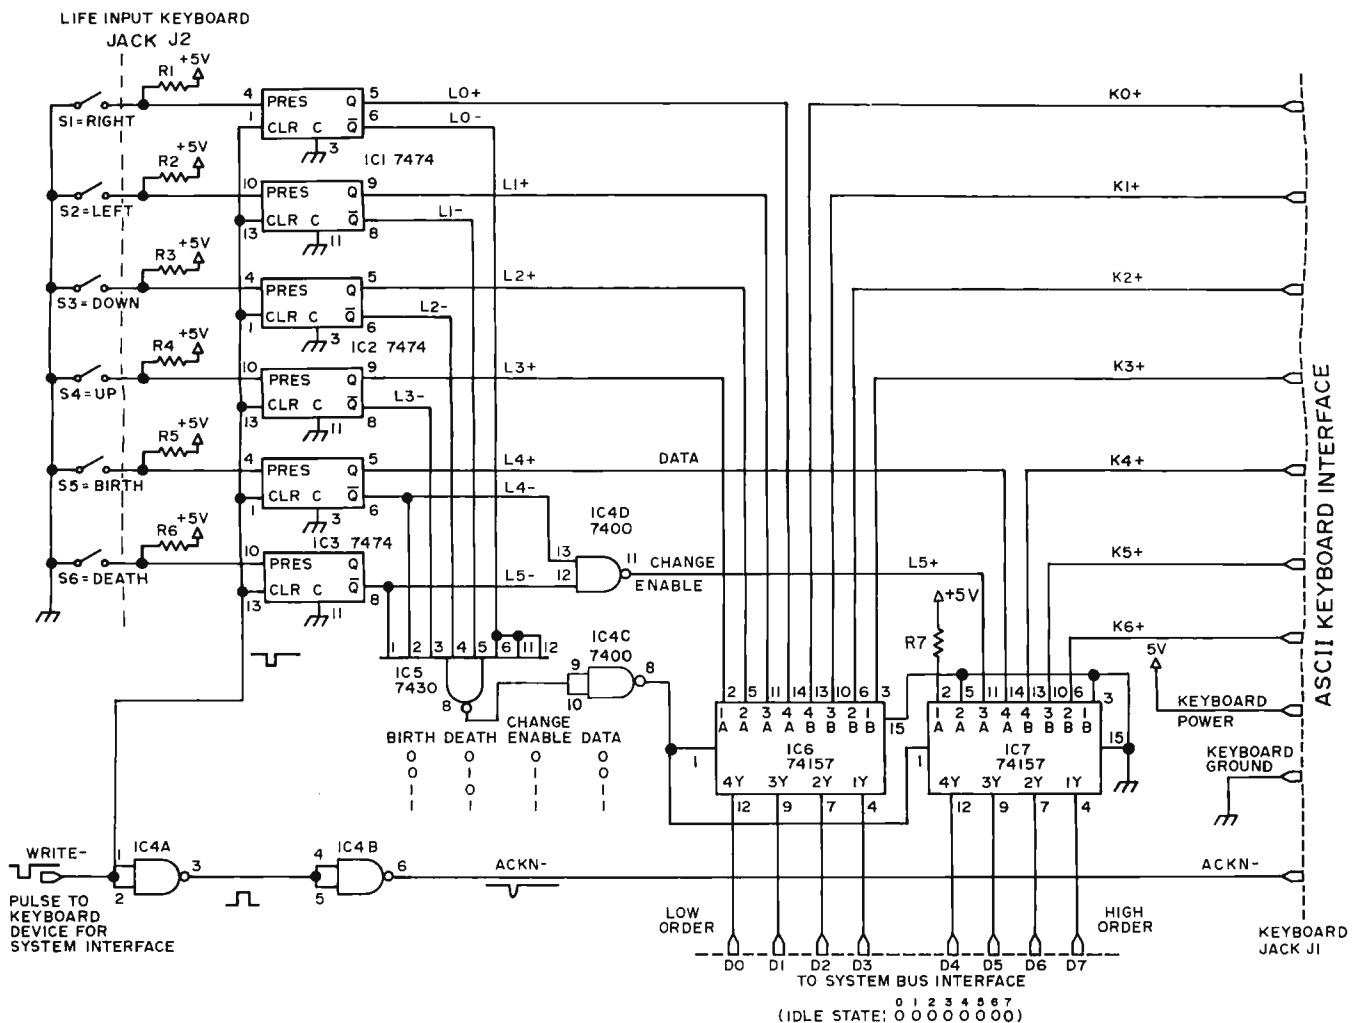 LIFE INPUT KEYBOARD
JACK J2
R1
+5V
S1=RIGHT
4
1
PRES Q
CLR C Q̅
5
6
3
L0+
L0-
K0+
IC1 7474
R2
+5V
S2=LEFT
10
13
PRES Q
CLR C Q̅
9
8
11
L1+
L1-
K1+
R3
+5V
S3=DOWN
4
1
PRES Q
CLR C Q̅
5
6
3
L2+
L2-
K2+
IC2 7474
R4
+5V
S4=UP
10
13
PRES Q
CLR C Q̅
9
8
11
L3+
L3-
K3+
R5
+5V
S5=BIRTH
4
1
PRES Q
CLR C Q̅
5
6
3
L4+
DATA
L4-
K4+
IC3 7474
R6
+5V
S6=DEATH
10
13
PRES Q
CLR C Q̅
8
11
L5-
IC4D
7400
13
12
11
CHANGE
ENABLE
L5+
K5+
+5V
R7
K6+
5V
KEYBOARD
POWER
KEYBOARD
GROUND
ASCII KEYBOARD INTERFACE
1 2 3 4 5 6 11 12
IC5
7430
8
IC4C
7400
9
10
8
2 5 11 14 13 10 6 3
1 2 3 4 4 3 2 1
A A A A B B B B
IC6
74157
15
1
4Y 3Y 2Y 1Y
12 9 7 4
2 5 11 14 13 10 6 3
1 2 3 4 4 3 2 1
A A A A B B B B
IC7
74157
15
1
4Y 3Y 2Y 1Y
12 9 7 4
CHANGE
BIRTH DEATH ENABLE DATA
0 0 0 0
0 1 1 0
1 0 1 1
1 1 1 1
WRITE-
1
2
IC4A
3
4
5
IC4B
6
ACKN-
ACKN-
PULSE TO
KEYBOARD
DEVICE FOR
SYSTEM INTERFACE
LOW
ORDER
HIGH
ORDER
KEYBOARD
JACK J1
D0 D1 D2 D3 D4 D5 D6 D7
TO SYSTEM BUS INTERFACE
0 1 2 3 4 5 6 7
(IDLE STATE: 0 0 0 0 0 0 0 0)